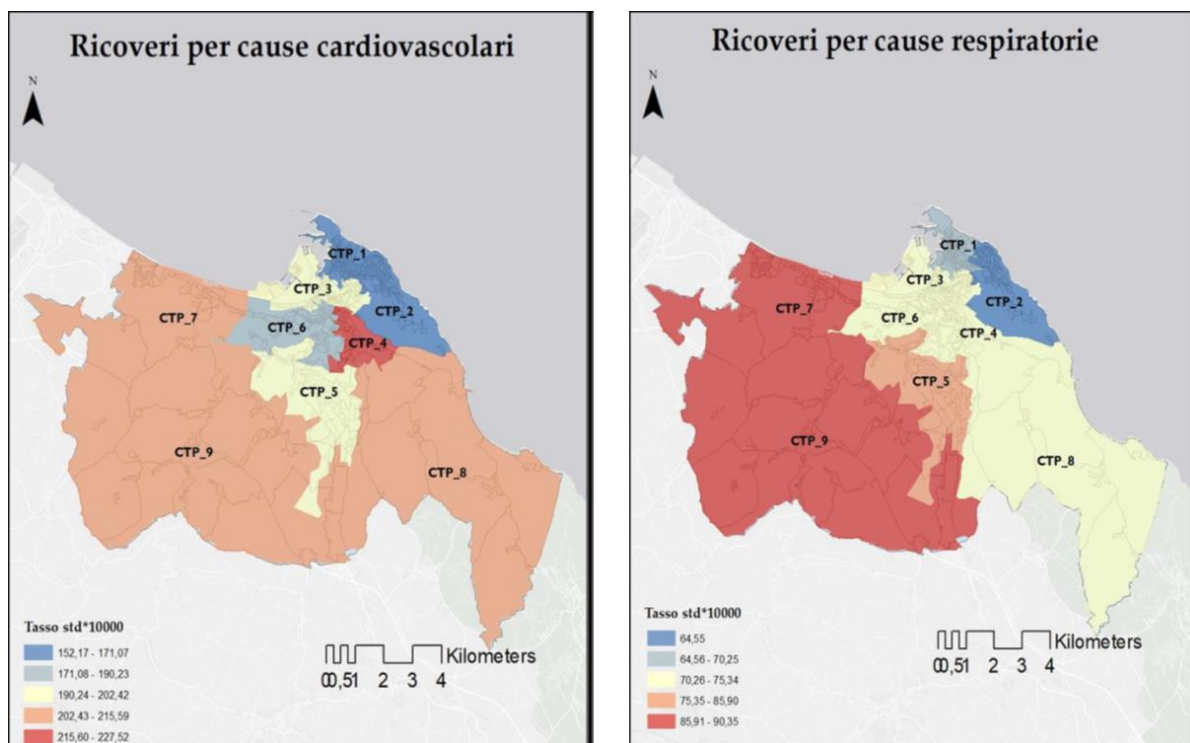 Ricoveri per cause cardiovascolari
N
CTP_1
CTP_3
CTP_2
CTP_7
CTP_6
CTP_4
CTP_5
CTP_9
CTP_8
Tasso std*10000
152,17 - 171,07
171,08 - 190,23
190,24 - 202,42
202,43 - 215,59
215,60 - 227,52
Kilometers
00,51 2 3 4
Ricoveri per cause respiratorie
N
CTP_1
CTP_3
CTP_2
CTP_7
CTP_6
CTP_4
CTP_5
CTP_9
CTP_8
Tasso std*10000
64,55
64,56 - 70,25
70,26 - 75,34
75,35 - 85,90
85,91 - 90,35
Kilometers
00,51 2 3 4